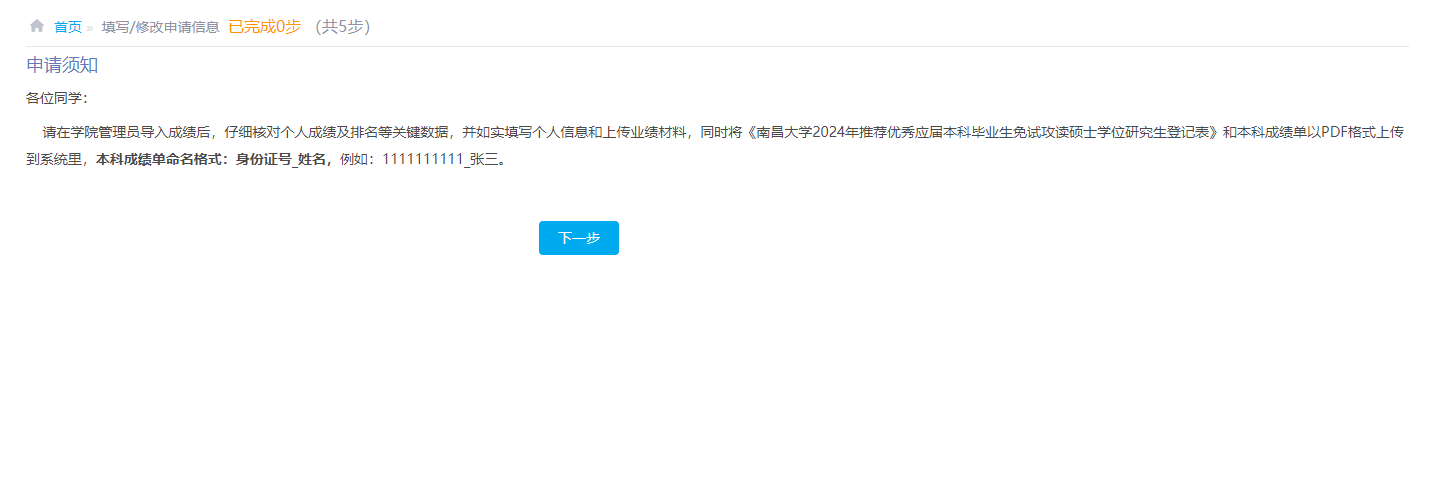 首页 » 填写/修改申请信息 已完成0步 （共5步）
申请须知
各位同学：
请在学院管理员导入成绩后，仔细核对个人成绩及排名等关键数据，并如实填写个人信息和上传业绩材料，同时将《南昌大学2024年推荐优秀应届本科毕业生免试攻读硕士学位研究生登记表》和本科成绩单以PDF格式上传
到系统里，本科成绩单命名格式：身份证号_姓名，例如：1111111111_张三。
下一步